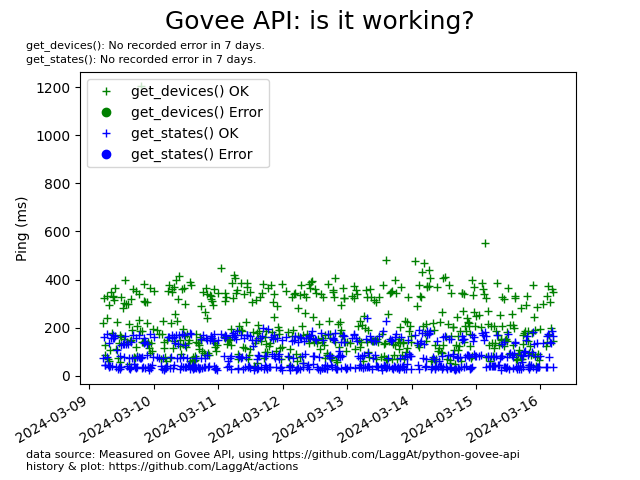 Govee API: is it working?
get_devices(): No recorded error in 7 days.
get_states(): No recorded error in 7 days.
1200
1000
800
600
400
200
0
Ping (ms)
get_devices() OK
get_devices() Error
get_states() OK
get_states() Error
2024-03-09
2024-03-10
2024-03-11
2024-03-12
2024-03-13
2024-03-14
2024-03-15
2024-03-16
data source: Measured on Govee API, using https://github.com/LaggAt/python-govee-api
history & plot: https://github.com/LaggAt/actions